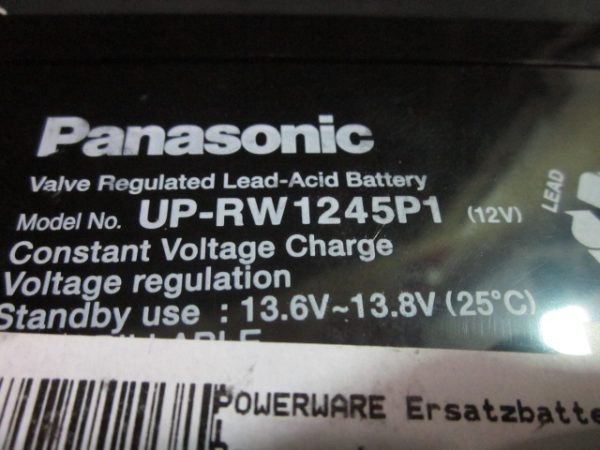 Panasonic
Valve Regulated Lead-Acid Battery
Model No. UP-RW1245P1 (12V)
LEAD
Constant Voltage Charge
Voltage regulation
Standby use : 13.6V~13.8V (25°C)
POWERWARE